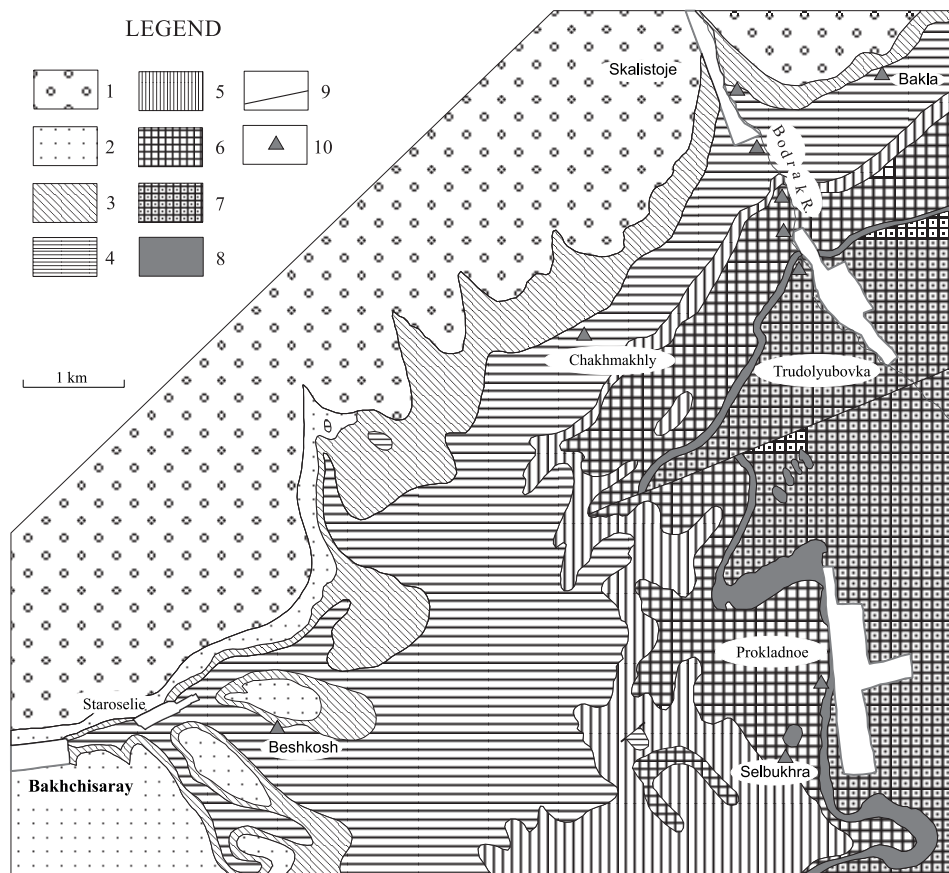 LEGEND
1
5
9
2
6
10
3
7
4
8
1 km
Skalistoje
Bakla
Bodrak R.
Chakhmakhly
Trudolyubovka
Prokladnoe
Staroselie
Beshkosh
Selbukhra
Bakhchisaray